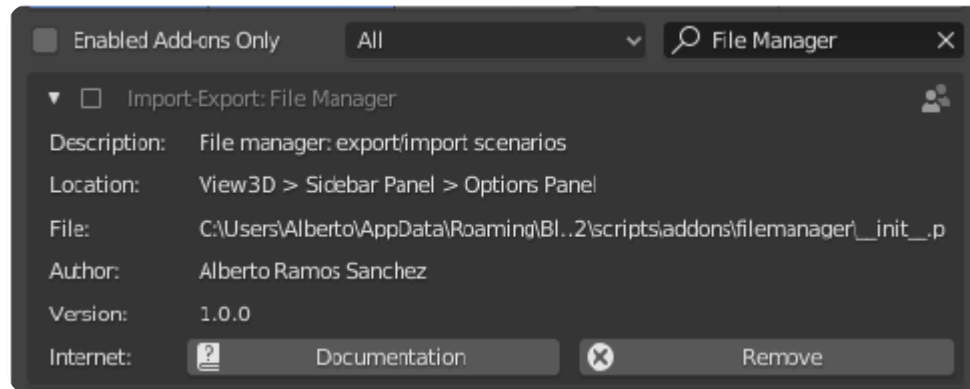 Enabled Add-ons Only All File Manager
Import-Export: File Manager
Description: File manager: export/import scenarios
Location: View3D > Sidebar Panel > Options Panel
File: C:\Users\Alberto\AppData\Roaming\Bl..2\scripts\addons\filemanager\__init__.p
Author: Alberto Ramos Sanchez
Version: 1.0.0
Internet: Documentation Remove